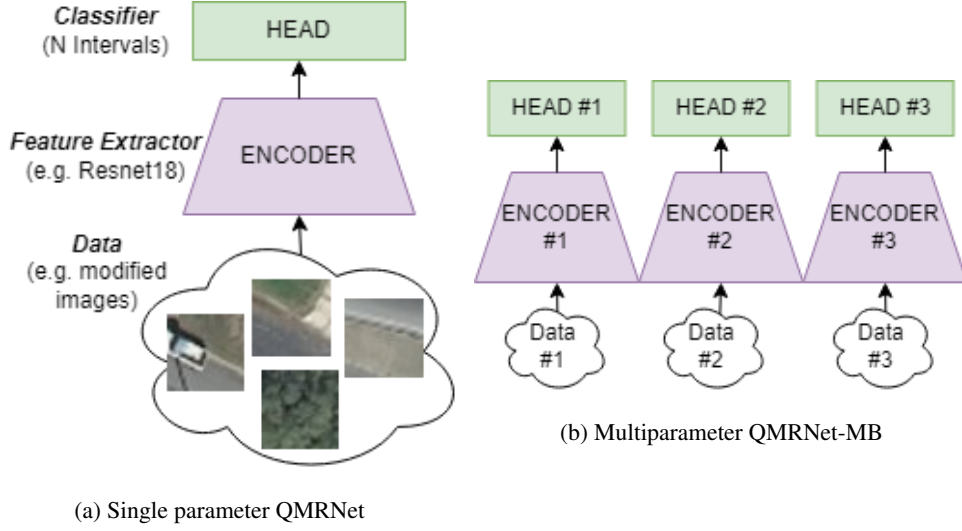 Classifier
(N Intervals)
HEAD
Feature Extractor
(e.g. Resnet18)
ENCODER
Data
(e.g. modified
images)
(a) Single parameter QMRNet
HEAD #1
HEAD #2
HEAD #3
ENCODER
#1
ENCODER
#2
ENCODER
#3
Data
#1
Data
#2
Data
#3
(b) Multiparameter QMRNet-MB